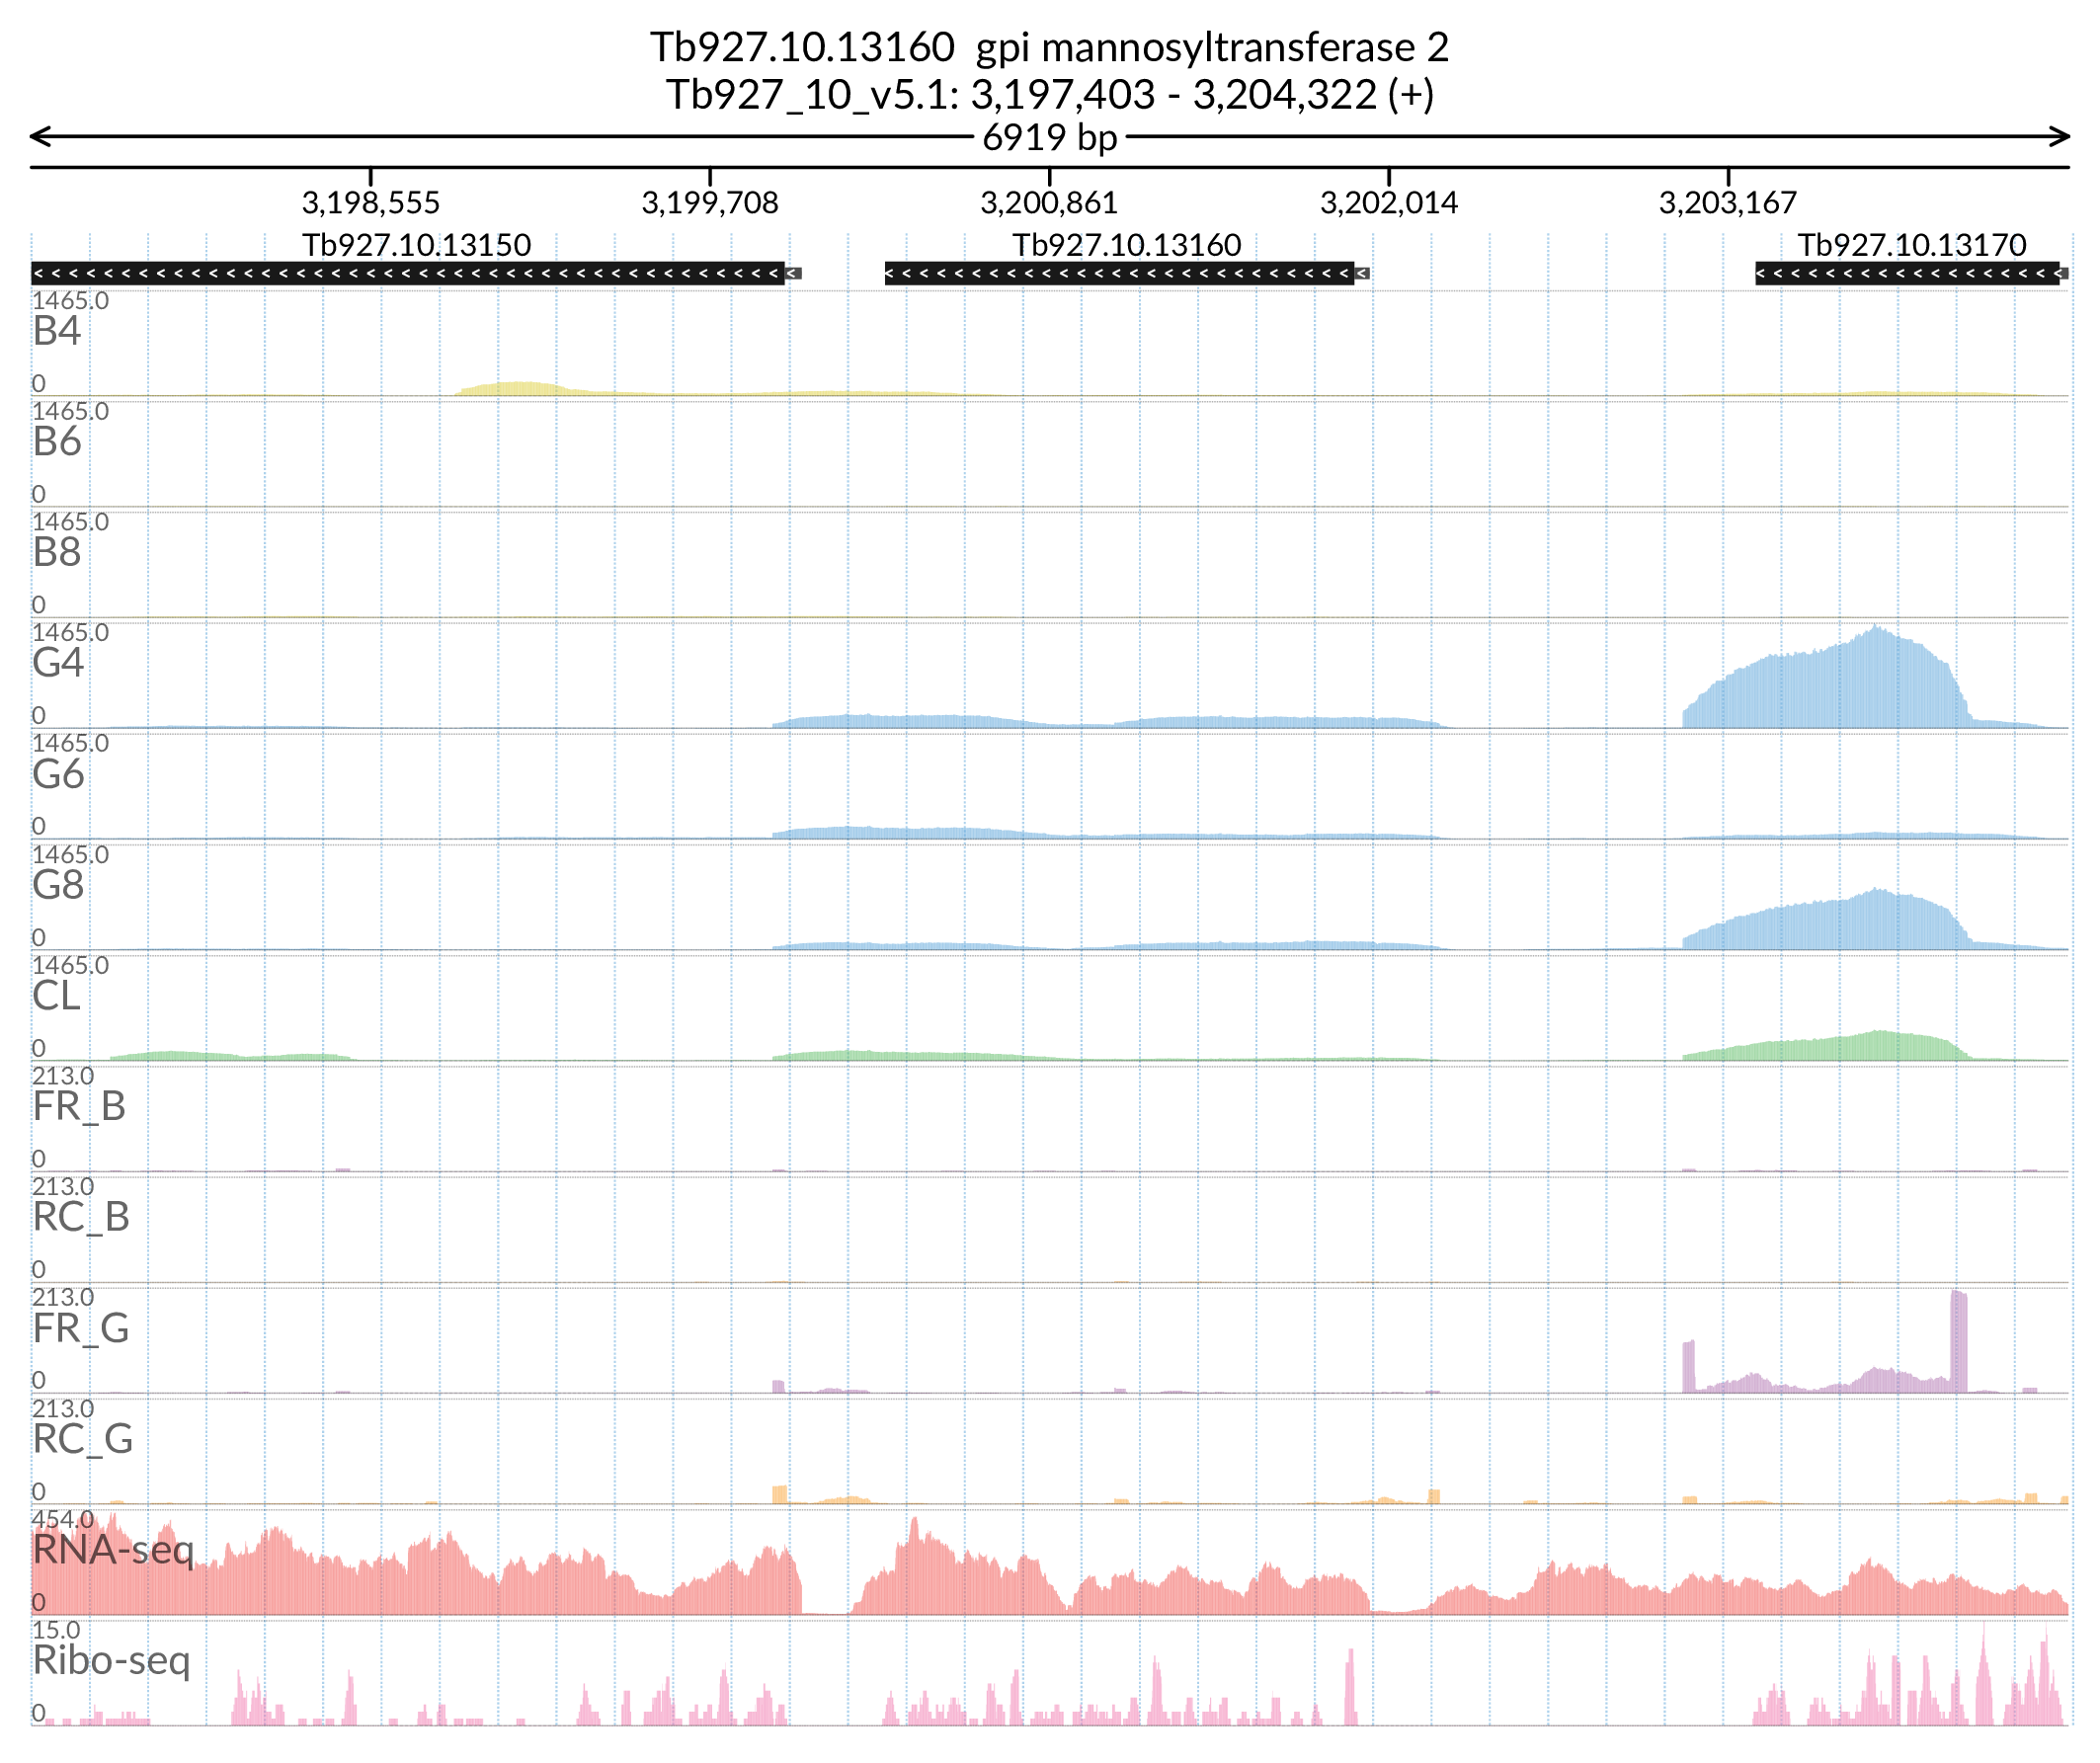 Tb927.10.13160  gpi mannosyltransferase 2
Tb927_10_v5.1: 3,197,403 - 3,204,322 (+)
6919 bp
3,198,555 3,199,708 3,200,861 3,202,014 3,203,167
Tb927.10.13150 Tb927.10.13160 Tb927.10.13170
1465.0
B4
0
1465.0
B6
0
1465.0
B8
0
1465.0
G4
0
1465.0
G6
0
1465.0
G8
0
1465.0
CL
0
213.0
FR_B
0
213.0
RC_B
0
213.0
FR_G
0
213.0
RC_G
0
454.0
RNA-seq
0
15.0
Ribo-seq
0